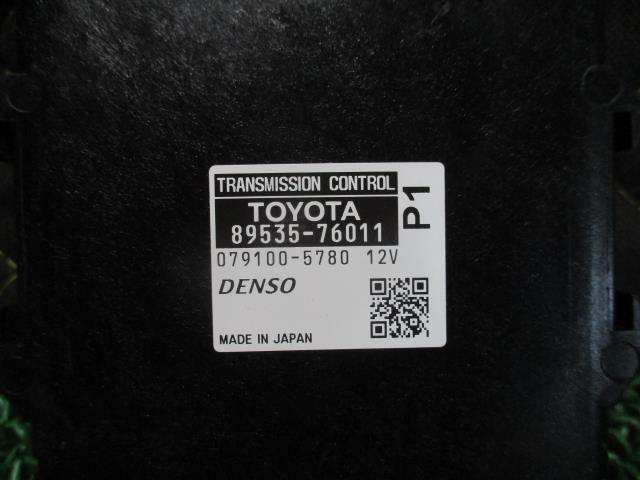 TRANSMISSION CONTROL
TOYOTA
89535-76011
P1
079100-5780 12V
DENSO
MADE IN JAPAN